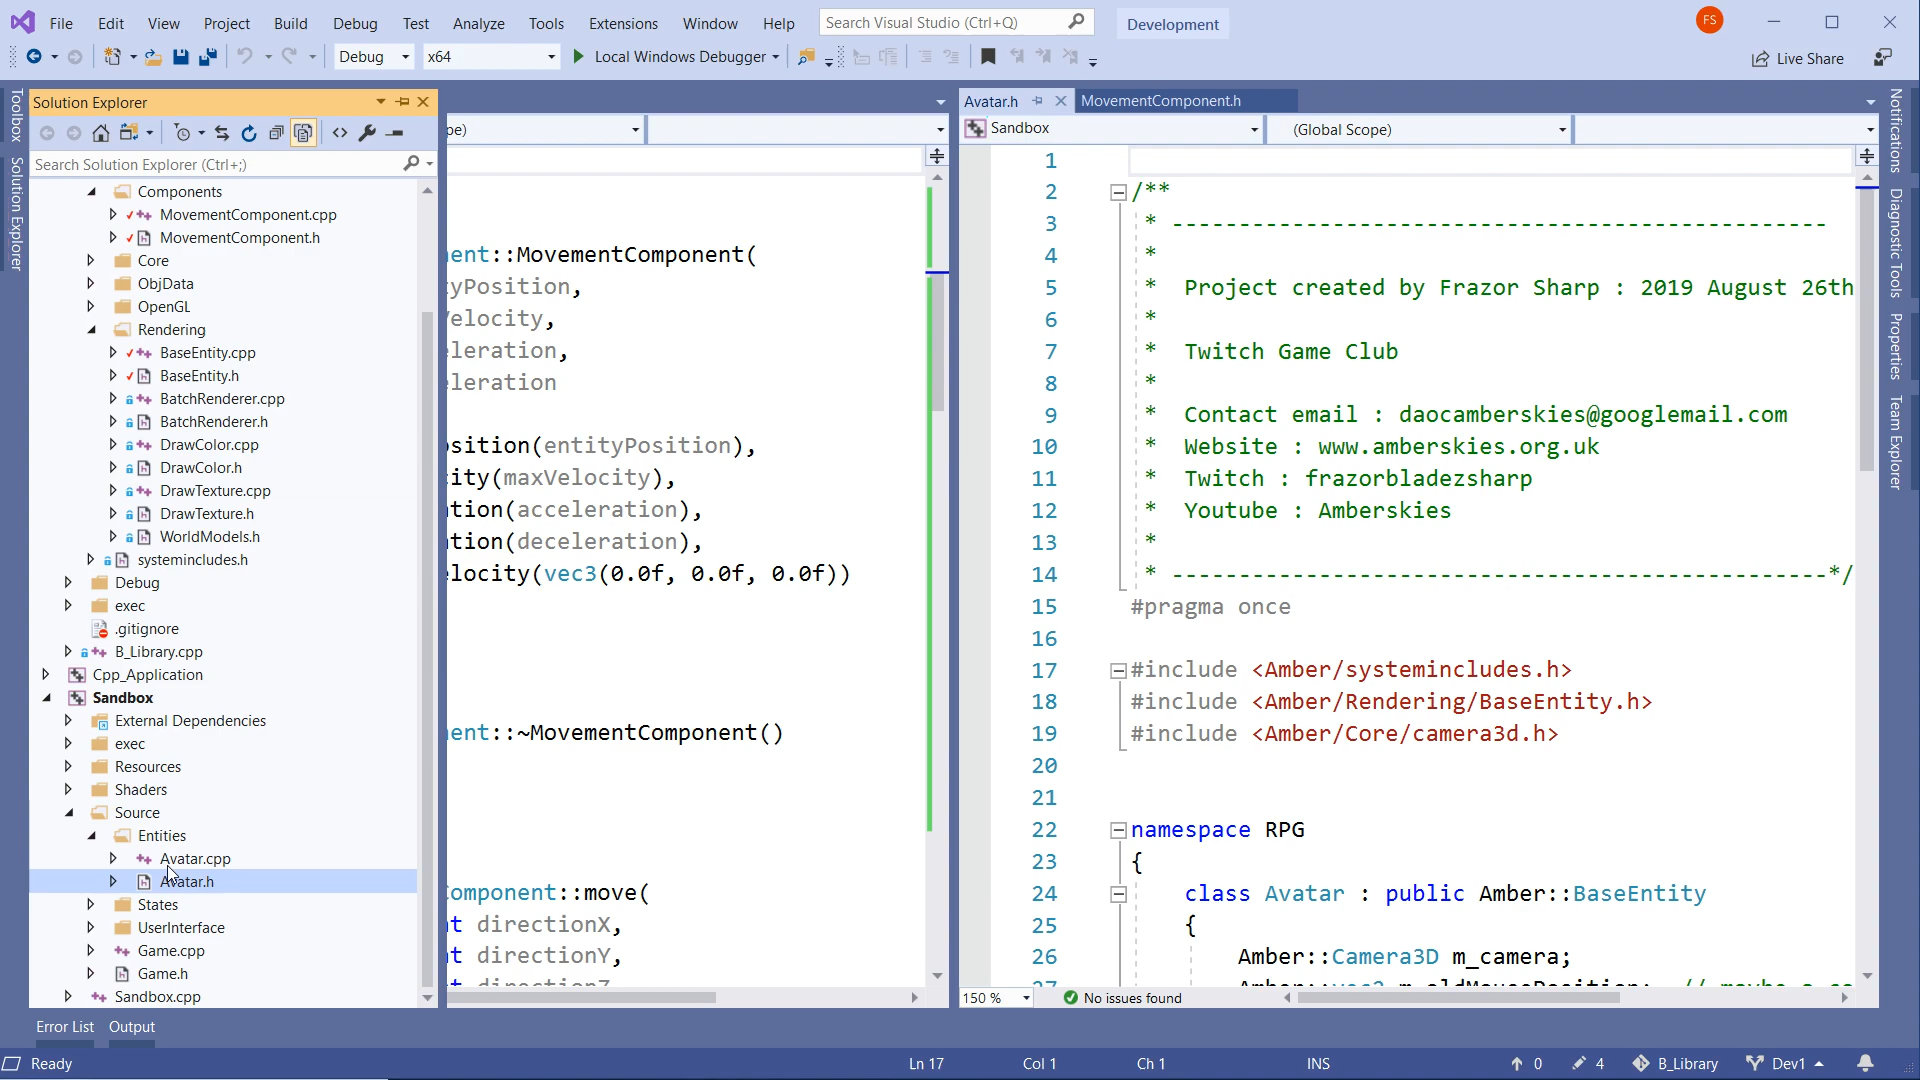 File Edit View Project Build Debug Test Analyze Tools Extensions Window Help Search Visual Studio (Ctrl+Q) Development FS
Debug x64 Local Windows Debugger Live Share
Toolbox
Solution Explorer
Solution Explorer
Search Solution Explorer (Ctrl+;)
Components
MovementComponent.cpp
MovementComponent.h
Core
ObjData
OpenGL
Rendering
BaseEntity.cpp
BaseEntity.h
BatchRenderer.cpp
BatchRenderer.h
DrawColor.cpp
DrawColor.h
DrawTexture.cpp
DrawTexture.h
WorldModels.h
systemincludes.h
Debug
exec
.gitignore
B_Library.cpp
Cpp_Application
Sandbox
External Dependencies
exec
Resources
Shaders
Source
Entities
Avatar.cpp
Avatar.h
States
UserInterface
Game.cpp
Game.h
Sandbox.cpp
pe)
ent::MovementComponent(
yPosition,
elocity,
leration,
leration
sition(entityPosition),
ity(maxVelocity),
tion(acceleration),
tion(deceleration),
locity(vec3(0.0f, 0.0f, 0.0f))
ent::~MovementComponent()
omponent::move(
t directionX,
t directionY,
t directionZ
Avatar.h MovementComponent.h
Sandbox (Global Scope)
1
2 /**
3 * -------------------------------------------------
4 *
5 * Project created by Frazor Sharp : 2019 August 26th
6 *
7 * Twitch Game Club
8 *
9 * Contact email : daocamberskies@googlemail.com
10 * Website : www.amberskies.org.uk
11 * Twitch : frazorbladezsharp
12 * Youtube : Amberskies
13 *
14 * -------------------------------------------------*/
15 #pragma once
16
17 #include <Amber/systemincludes.h>
18 #include <Amber/Rendering/BaseEntity.h>
19 #include <Amber/Core/camera3d.h>
20
21
22 namespace RPG
23 {
24 class Avatar : public Amber::BaseEntity
25 {
26 Amber::Camera3D m_camera;
27 Amber::vec2 m_oldMousePosition; // maybe a co
150 % No issues found
Notifications
Diagnostic Tools
Properties
Team Explorer
Error List Output
Ready Ln 17 Col 1 Ch 1 INS 0 4 B_Library Dev1